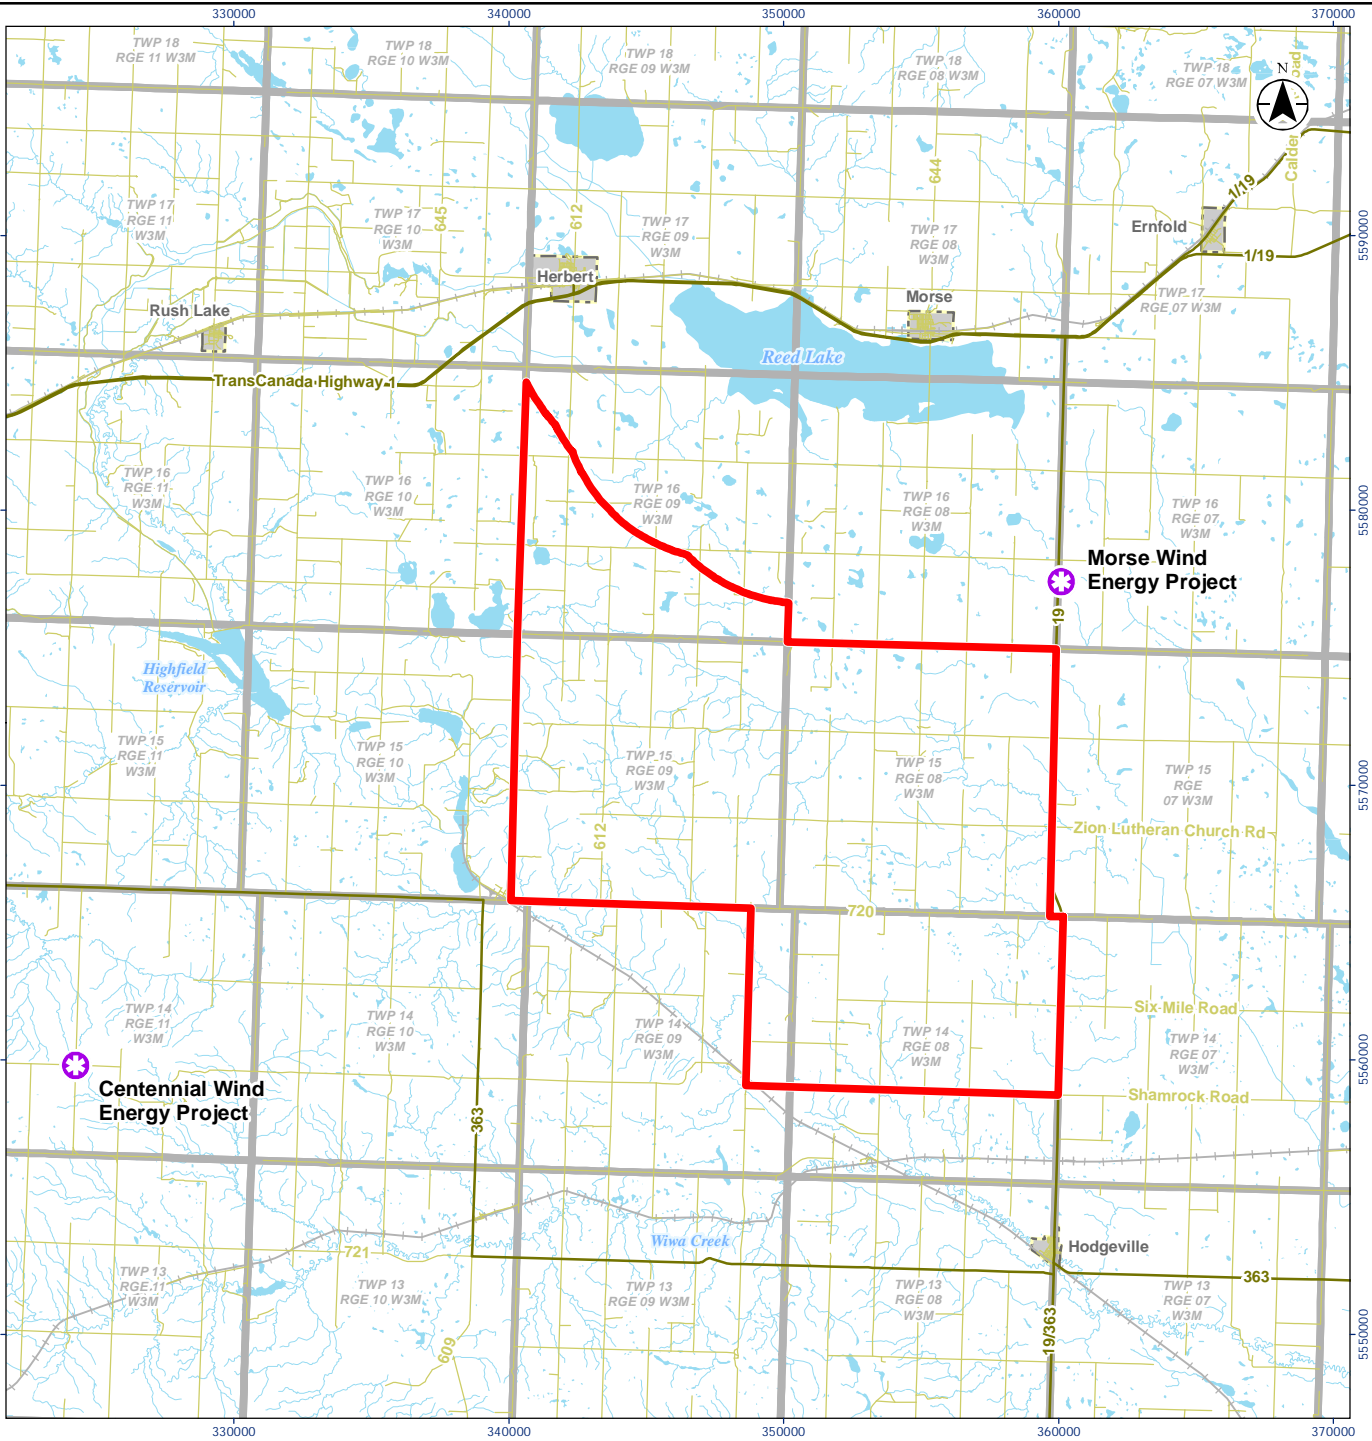 330000
340000
350000
360000
370000
TWP 18
RGE 11 W3M
TWP 18
RGE 10 W3M
TWP 18
RGE 09 W3M
TWP 18
RGE 08 W3M
TWP 18
RGE 07 W3M
N
1/19
644
645
612
TWP 17
RGE 11
W3M
TWP 17
RGE 10
W3M
TWP 17
RGE 09
W3M
TWP 17
RGE 08
W3M
Ernfold
5590000
1/19
Herbert
TWP 17
RGE 07 W3M
Rush Lake
Morse
Reed Lake
TransCanada Highway 1
TWP 16
RGE 11
W3M
TWP 16
RGE 10
W3M
TWP 16
RGE 09
W3M
TWP 16
RGE 08
W3M
TWP 16
RGE 07
W3M
5580000
Morse Wind
Energy Project
19
Highfield
Reservoir
TWP 15
RGE 11
W3M
TWP 15
RGE 10
W3M
TWP 15
RGE 09
W3M
TWP 15
RGE 08
W3M
TWP 15
RGE
07 W3M
5570000
612
Zion Lutheran Church Rd
720
TWP 14
RGE 11
W3M
TWP 14
RGE 10
W3M
TWP 14
RGE 09
W3M
TWP 14
RGE 08
W3M
Six-Mile Road
TWP 14
RGE 07
W3M
5560000
Centennial Wind
Energy Project
363
Shamrock Road
Wiwa Creek
721
Hodgeville
363
TWP 13
RGE 11
W3M
TWP 13
RGE 10 W3M
TWP 13
RGE 09 W3M
TWP 13
RGE 08
W3M
TWP 13
RGE 07
W3M
19/363
609
5550000
330000
340000
350000
360000
370000